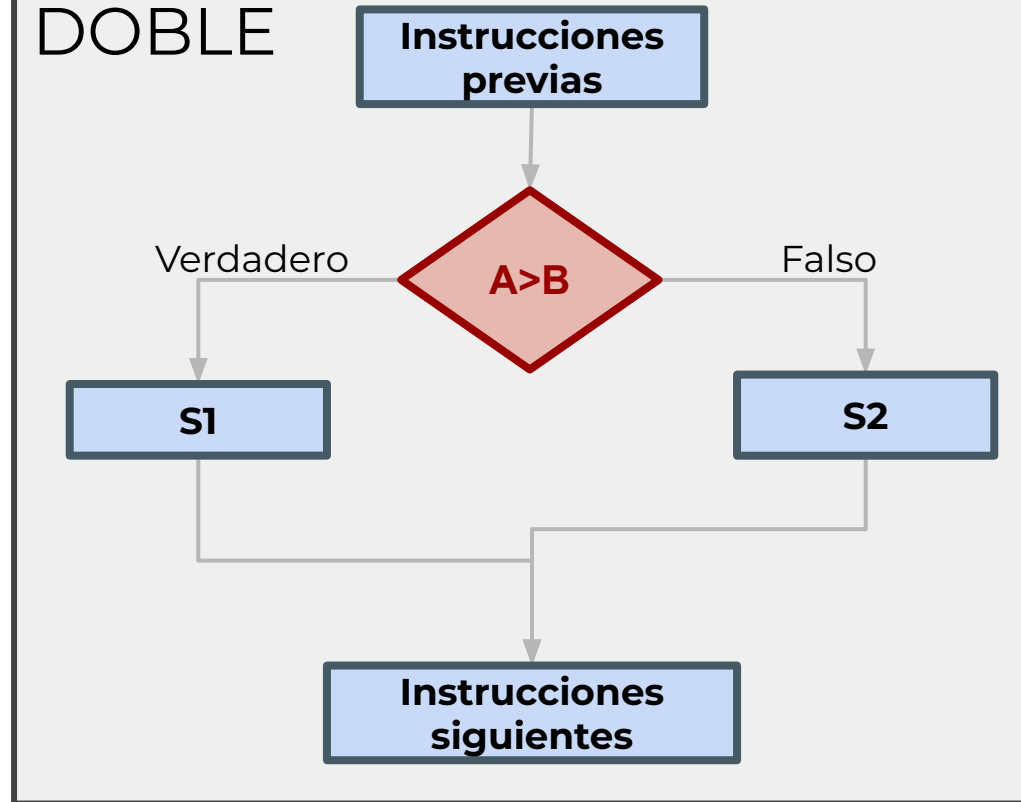 DOBLE
Instrucciones
previas
Verdadero
A>B
Falso
S1
S2
Instrucciones
siguientes